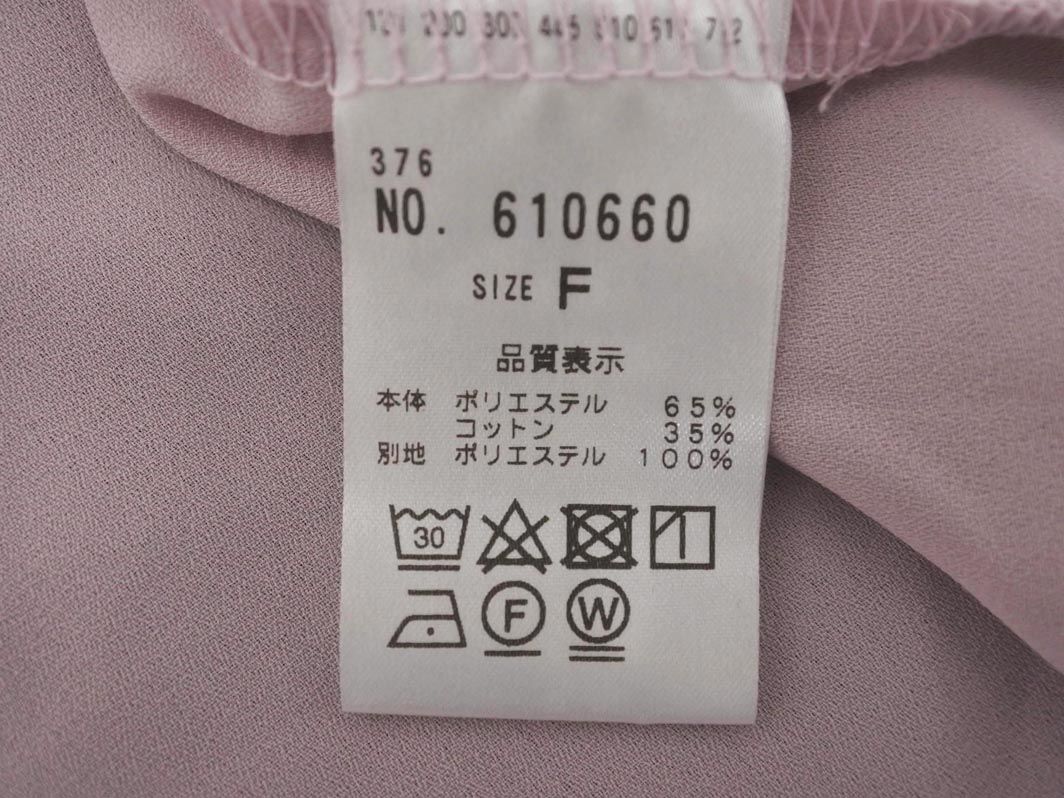 376
NO. 610660
SIZE F
品質表示
本体 ポリエステル 65%
コットン 35%
別地 ポリエステル 100%
30
F W